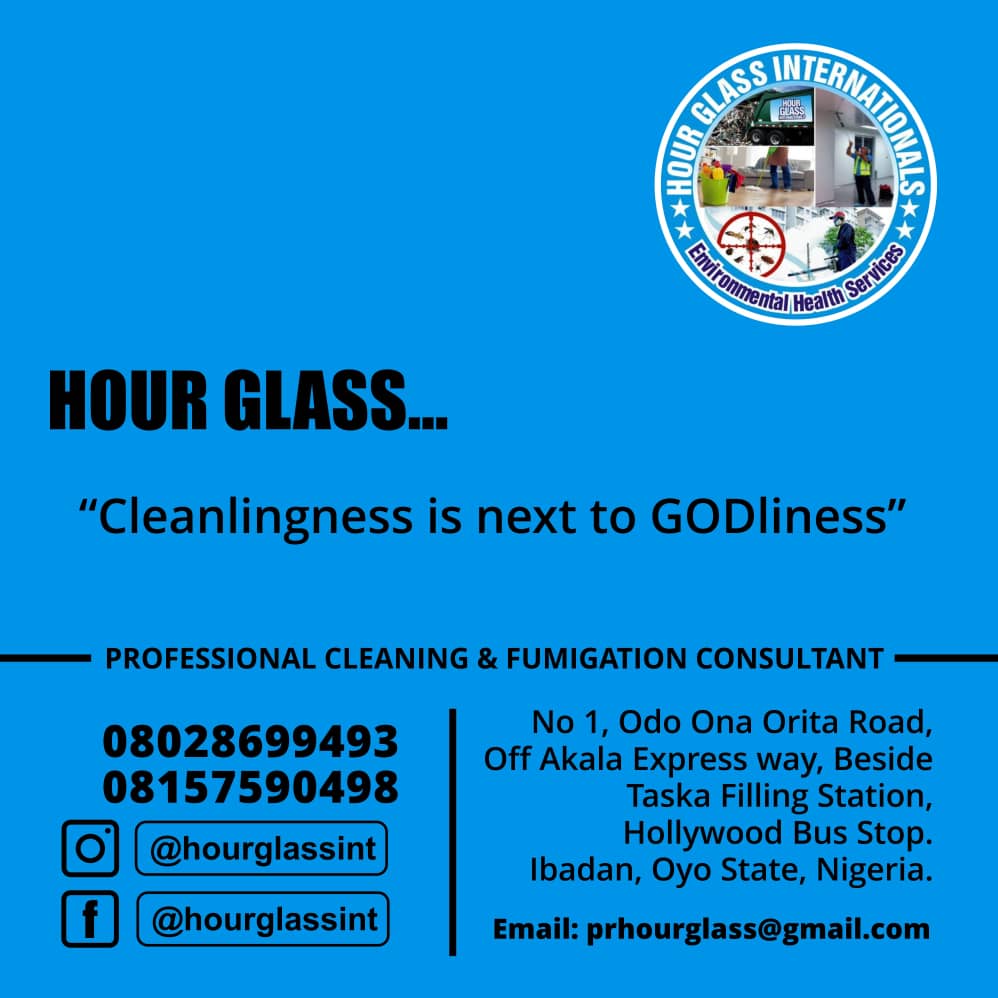 HOUR GLASS INTERNATIONALS
HOUR
GLASS
Environmental Health Services
HOUR GLASS...
“Cleanlingness is next to GODliness”
PROFESSIONAL CLEANING & FUMIGATION CONSULTANT
08028699493
08157590498
@hourglassint
@hourglassint
No 1, Odo Ona Orita Road,
Off Akala Express way, Beside
Taska Filling Station,
Hollywood Bus Stop.
Ibadan, Oyo State, Nigeria.
Email: prhourglass@gmail.com